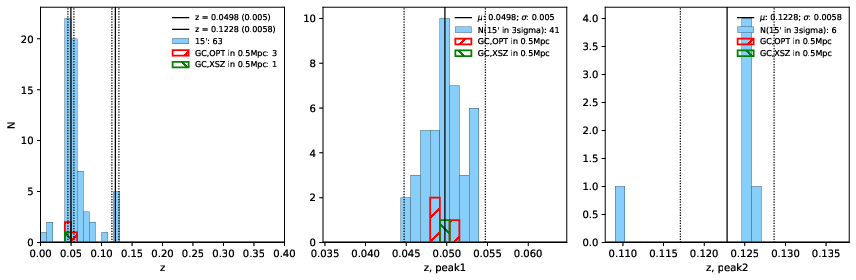 z = 0.0498 (0.005)
z = 0.1228 (0.0058)
15': 63
GC,OPT in 0.5Mpc: 3
GC,XSZ in 0.5Mpc: 1
N
20
15
10
5
0
0.00 0.05 0.10 0.15 0.20 0.25 0.30 0.35 0.40
z
μ: 0.0498; σ: 0.005
N(15' in 3sigma): 41
GC,OPT in 0.5Mpc
GC,XSZ in 0.5Mpc
10
8
6
4
2
0
0.035 0.040 0.045 0.050 0.055 0.060
z, peak1
μ: 0.1228; σ: 0.0058
N(15' in 3sigma): 6
GC,OPT in 0.5Mpc
GC,XSZ in 0.5Mpc
4.0
3.5
3.0
2.5
2.0
1.5
1.0
0.5
0.0
0.110 0.115 0.120 0.125 0.130 0.135
z, peak2